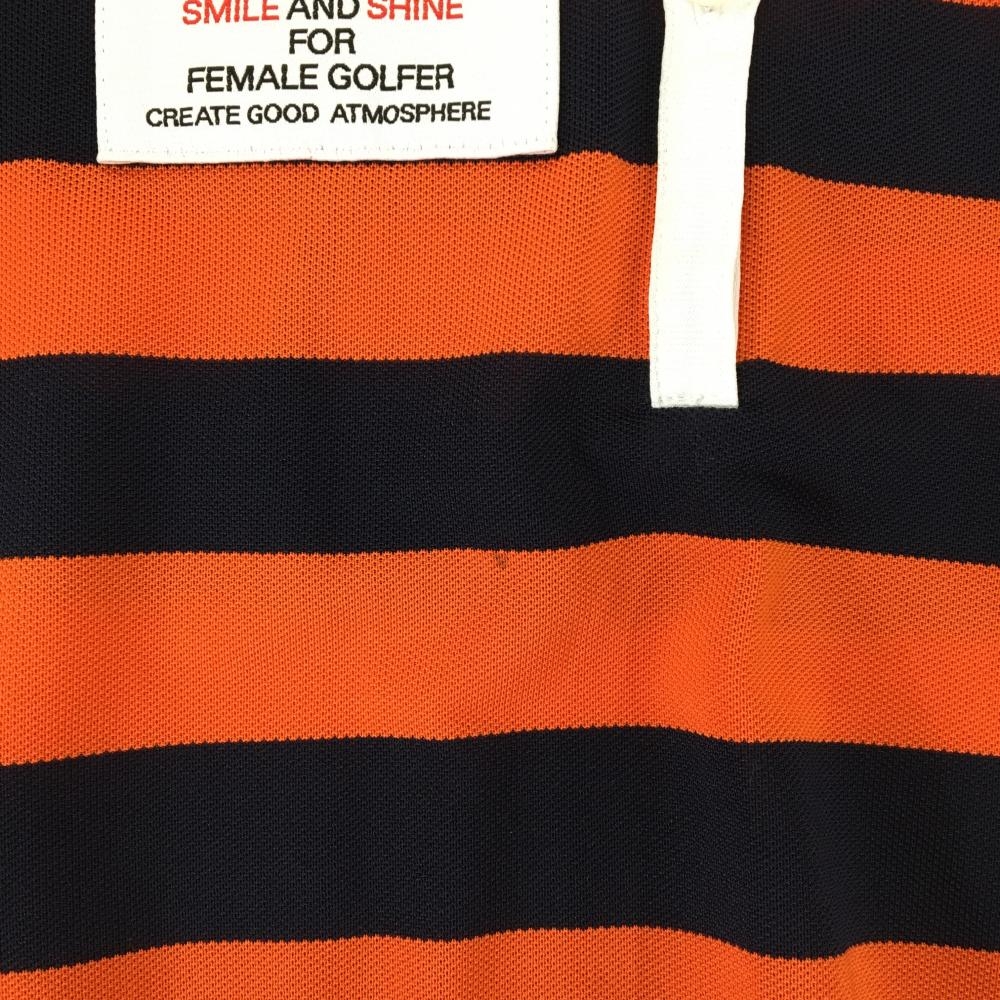 SMILE AND SHINE
FOR
FEMALE GOLFER
CREATE GOOD ATMOSPHERE